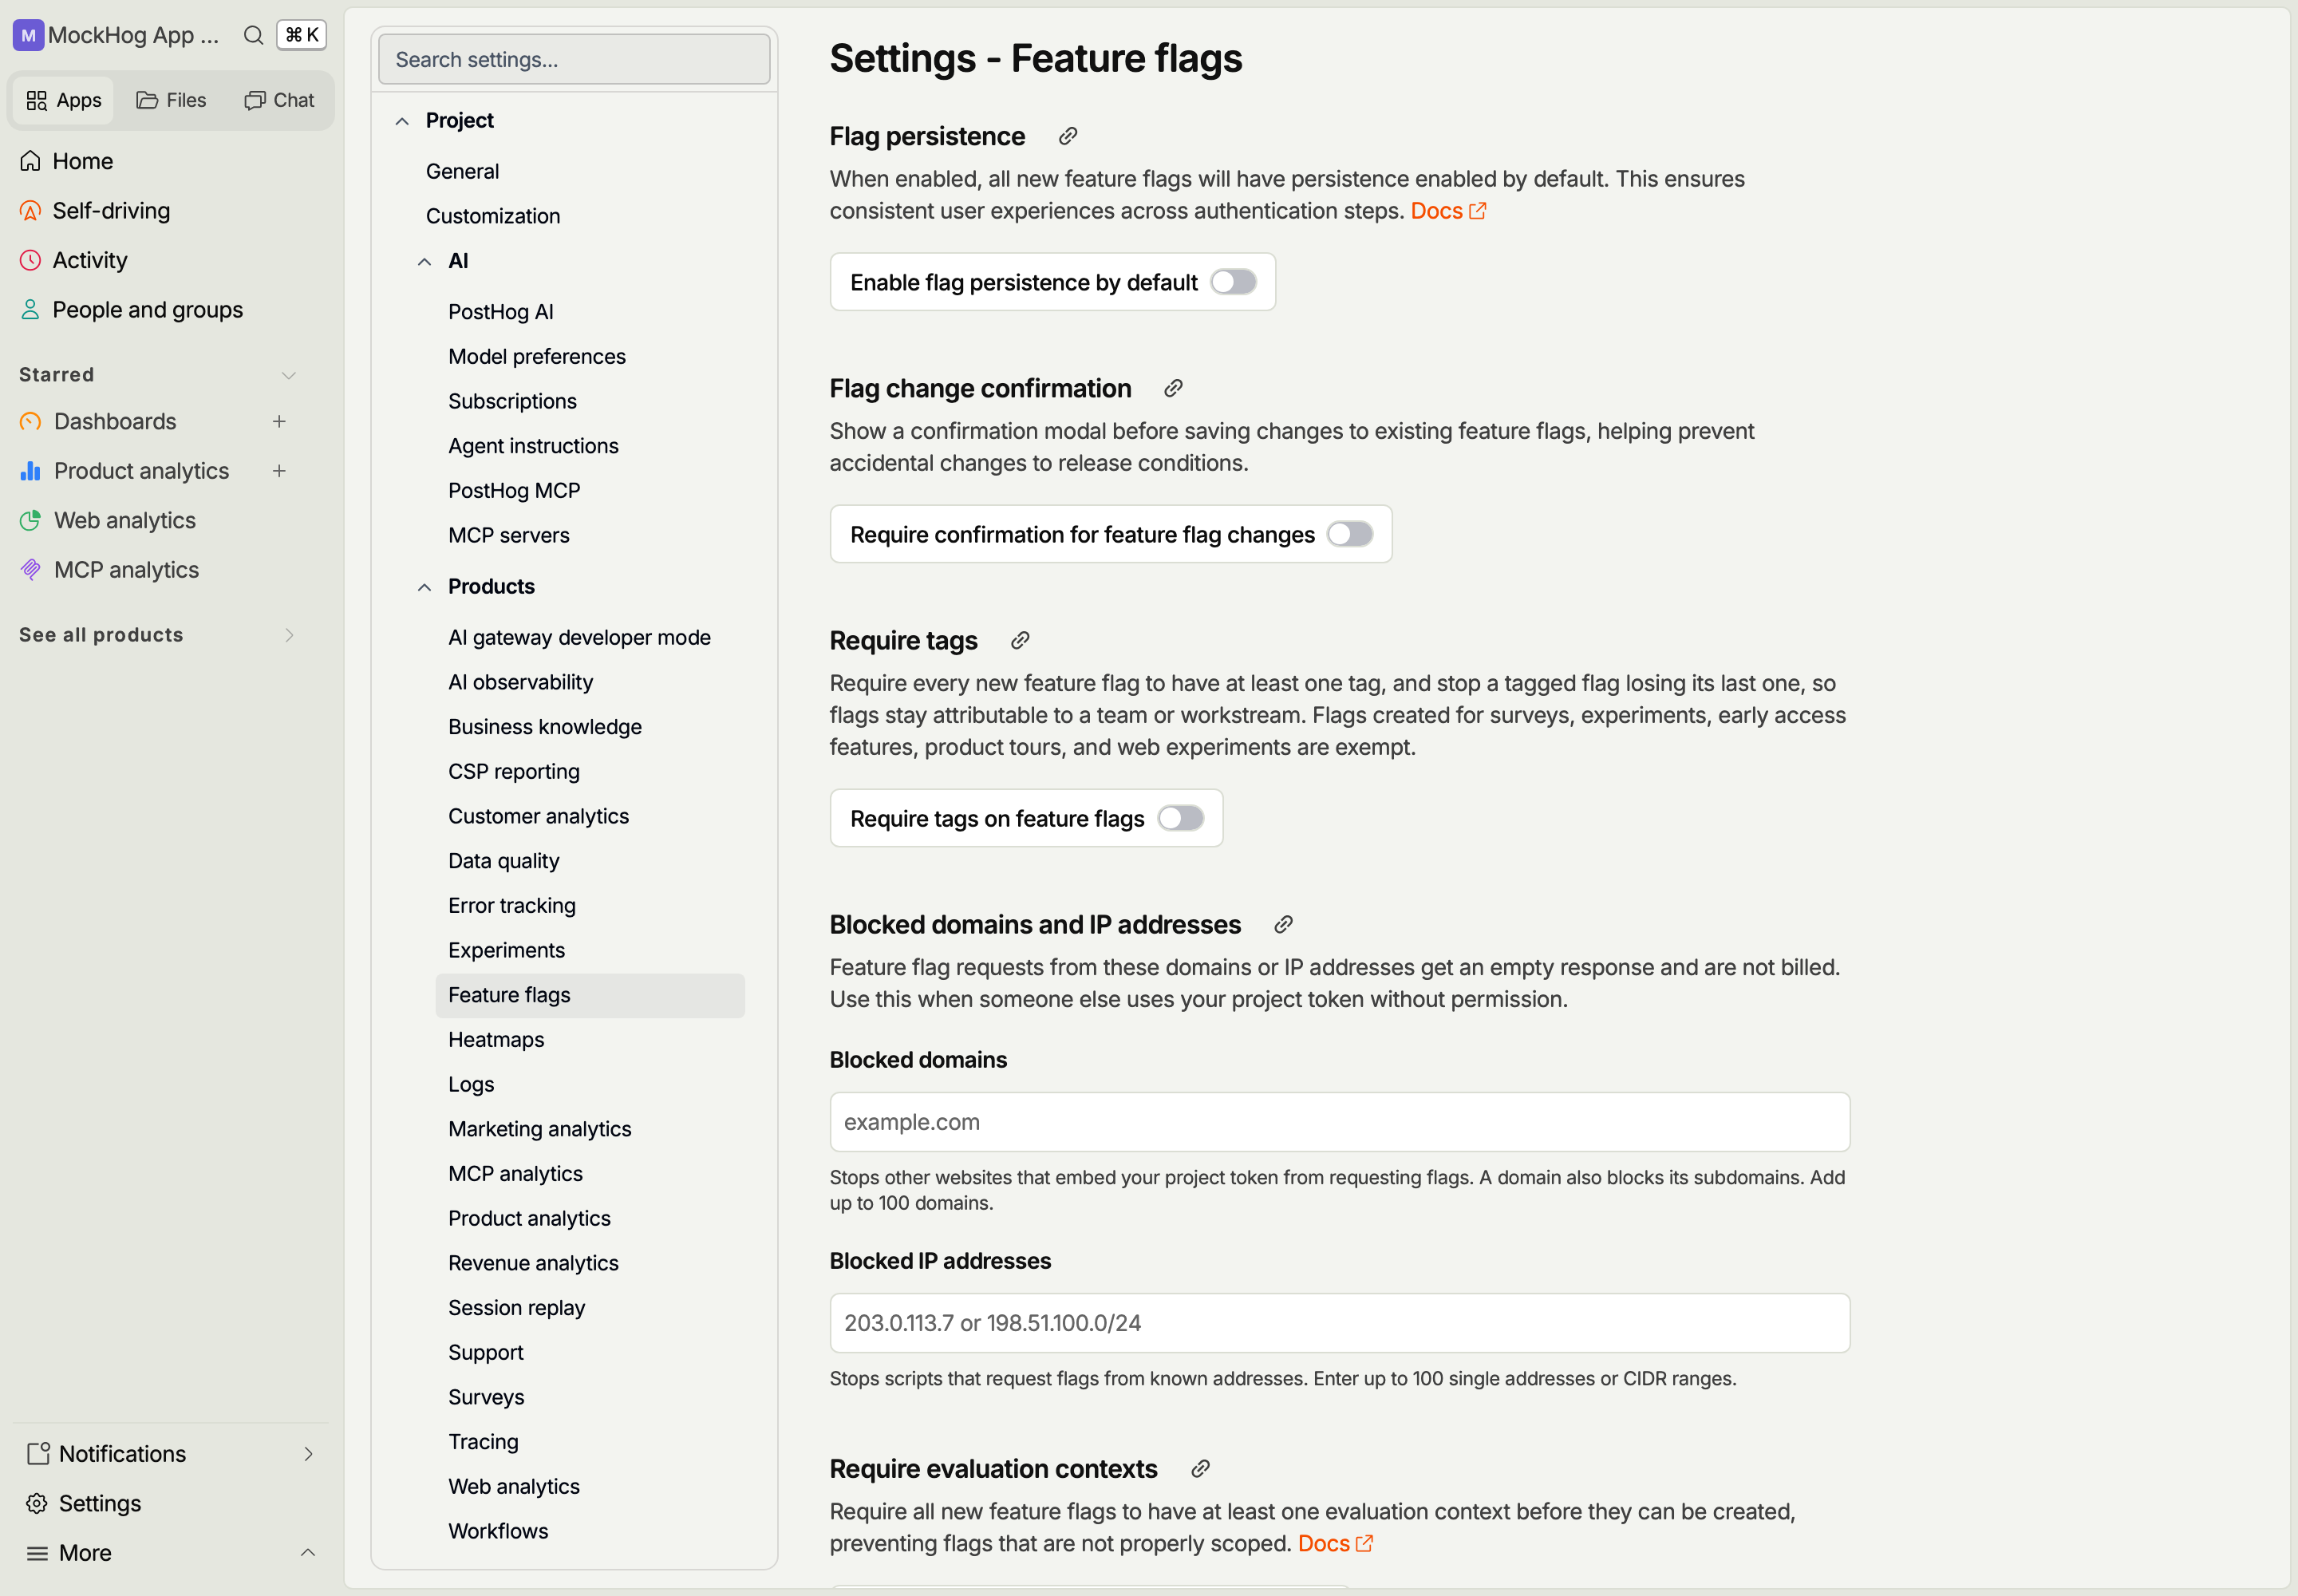 M MockHog App ... ⌘ K
Apps Files Chat
Home
Self-driving
Activity
People and groups
Starred
Dashboards
Product analytics
Web analytics
MCP analytics
See all products
Notifications
Settings
More
Search settings...
Project
General
Customization
AI
PostHog AI
Model preferences
Subscriptions
Agent instructions
PostHog MCP
MCP servers
Products
AI gateway developer mode
AI observability
Business knowledge
CSP reporting
Customer analytics
Data quality
Error tracking
Experiments
Feature flags
Heatmaps
Logs
Marketing analytics
MCP analytics
Product analytics
Revenue analytics
Session replay
Support
Surveys
Tracing
Web analytics
Workflows
Settings - Feature flags
Flag persistence
When enabled, all new feature flags will have persistence enabled by default. This ensures
consistent user experiences across authentication steps. Docs
Enable flag persistence by default
Flag change confirmation
Show a confirmation modal before saving changes to existing feature flags, helping prevent
accidental changes to release conditions.
Require confirmation for feature flag changes
Require tags
Require every new feature flag to have at least one tag, and stop a tagged flag losing its last one, so
flags stay attributable to a team or workstream. Flags created for surveys, experiments, early access
features, product tours, and web experiments are exempt.
Require tags on feature flags
Blocked domains and IP addresses
Feature flag requests from these domains or IP addresses get an empty response and are not billed.
Use this when someone else uses your project token without permission.
Blocked domains
example.com
Stops other websites that embed your project token from requesting flags. A domain also blocks its subdomains. Add
up to 100 domains.
Blocked IP addresses
203.0.113.7 or 198.51.100.0/24
Stops scripts that request flags from known addresses. Enter up to 100 single addresses or CIDR ranges.
Require evaluation contexts
Require all new feature flags to have at least one evaluation context before they can be created,
preventing flags that are not properly scoped. Docs